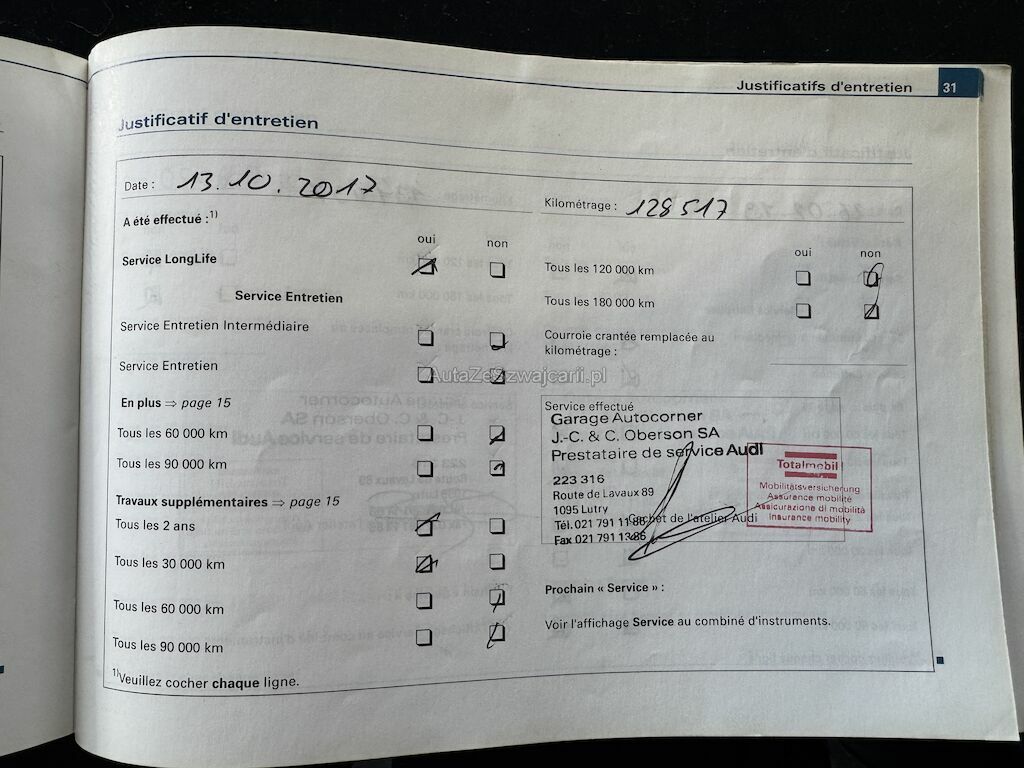 Justificatifs d'entretien 31
Justificatif d'entretien
Date : 13.10.2017
Kilométrage : 128517
A été effectué :1)
oui non
Service LongLife
Service Entretien
Service Entretien Intermédiaire
Service Entretien
En plus ⇒ page 15
Tous les 60 000 km
Tous les 90 000 km
Travaux supplémentaires ⇒ page 15
Tous les 2 ans
Tous les 30 000 km
Tous les 60 000 km
Tous les 90 000 km
1)Veuillez cocher chaque ligne.
oui non
Tous les 120 000 km
Tous les 180 000 km
Courroie crantée remplacée au
kilométrage :
AutaZeSzwajcarii.pl
Service effectué
Garage Autocorner
J.-C. & C. Oberson SA
Prestataire de service Audi
223 316
Route de Lavaux 89
1095 Lutry
Tél. 021 791 11 86
Cachet de l'atelier Audi
Fax 021 791 13 86
Totalmobil
Mobilitätsversicherung
Assurance mobilité
Assicurazione di mobilità
Insurance mobility
Prochain « Service » :
Voir l'affichage Service au combiné d'instruments.